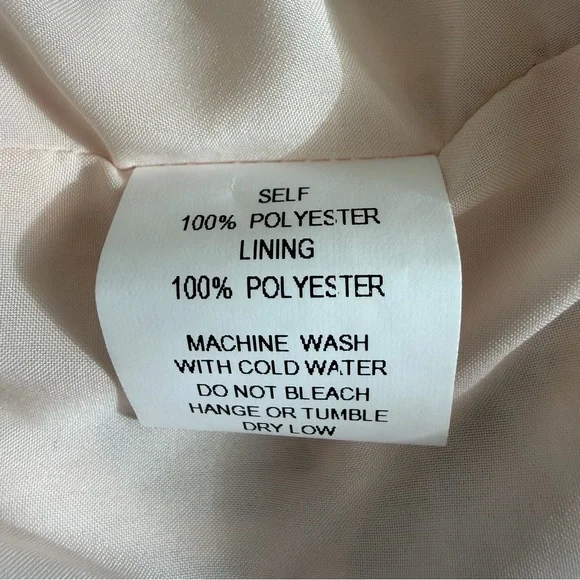 SELF
100% POLYESTER
LINING
100% POLYESTER
MACHINE WASH
WITH COLD WATER
DO NOT BLEACH
HANGE OR TUMBLE
DRY LOW